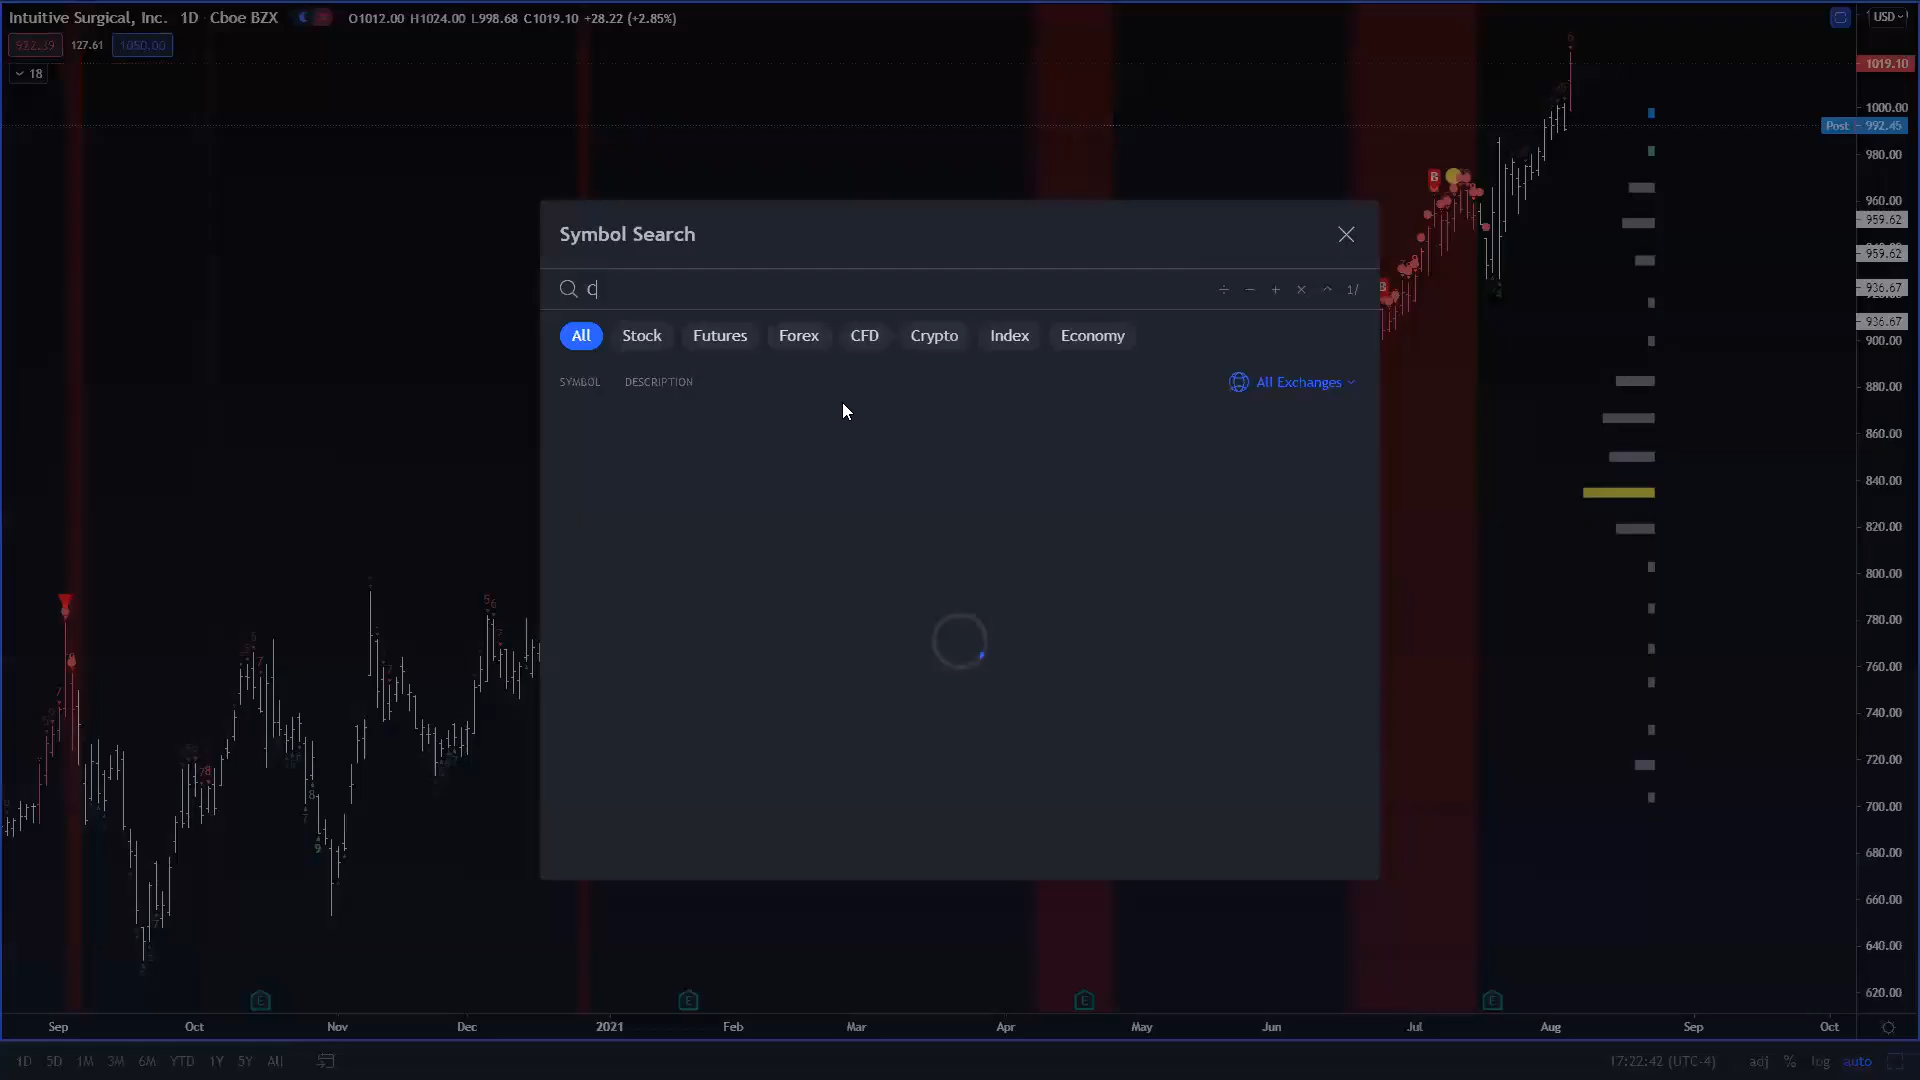 Intuitive Surgical, Inc. 1D Cboe BZX O1012.00 H1024.00 L998.68 C1019.10 +28.22 (+2.85%)
USD
127.61 1050.00
18
1019.10
1000.00
Post 992.45
980.00
960.00
959.62
959.62
936.67
936.67
900.00
880.00
860.00
840.00
820.00
800.00
780.00
760.00
740.00
720.00
700.00
680.00
660.00
640.00
620.00
B
B
Symbol Search
C
÷ − + × ^ 1/
All Stock Futures Forex CFD Crypto Index Economy
SYMBOL DESCRIPTION All Exchanges
E E E E
Sep Oct Nov Dec 2021 Feb Mar Apr May Jun Jul Aug Sep Oct
1D 5D 1M 3M 6M YTD 1Y 5Y All 17:22:42 (UTC-4) adj % log auto